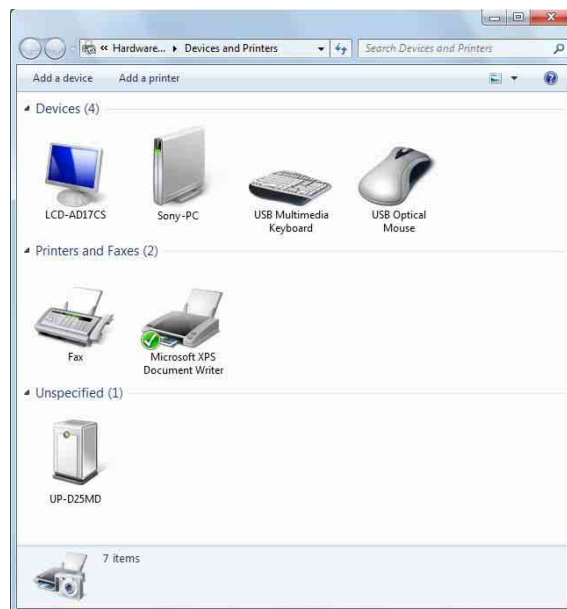 « Hardware... ▸ Devices and Printers
Search Devices and Printers
Add a device Add a printer
Devices (4)
LCD-AD17CS
Sony-PC
USB Multimedia
Keyboard
USB Optical
Mouse
Printers and Faxes (2)
Fax
Microsoft XPS
Document Writer
Unspecified (1)
UP-D25MD
7 items